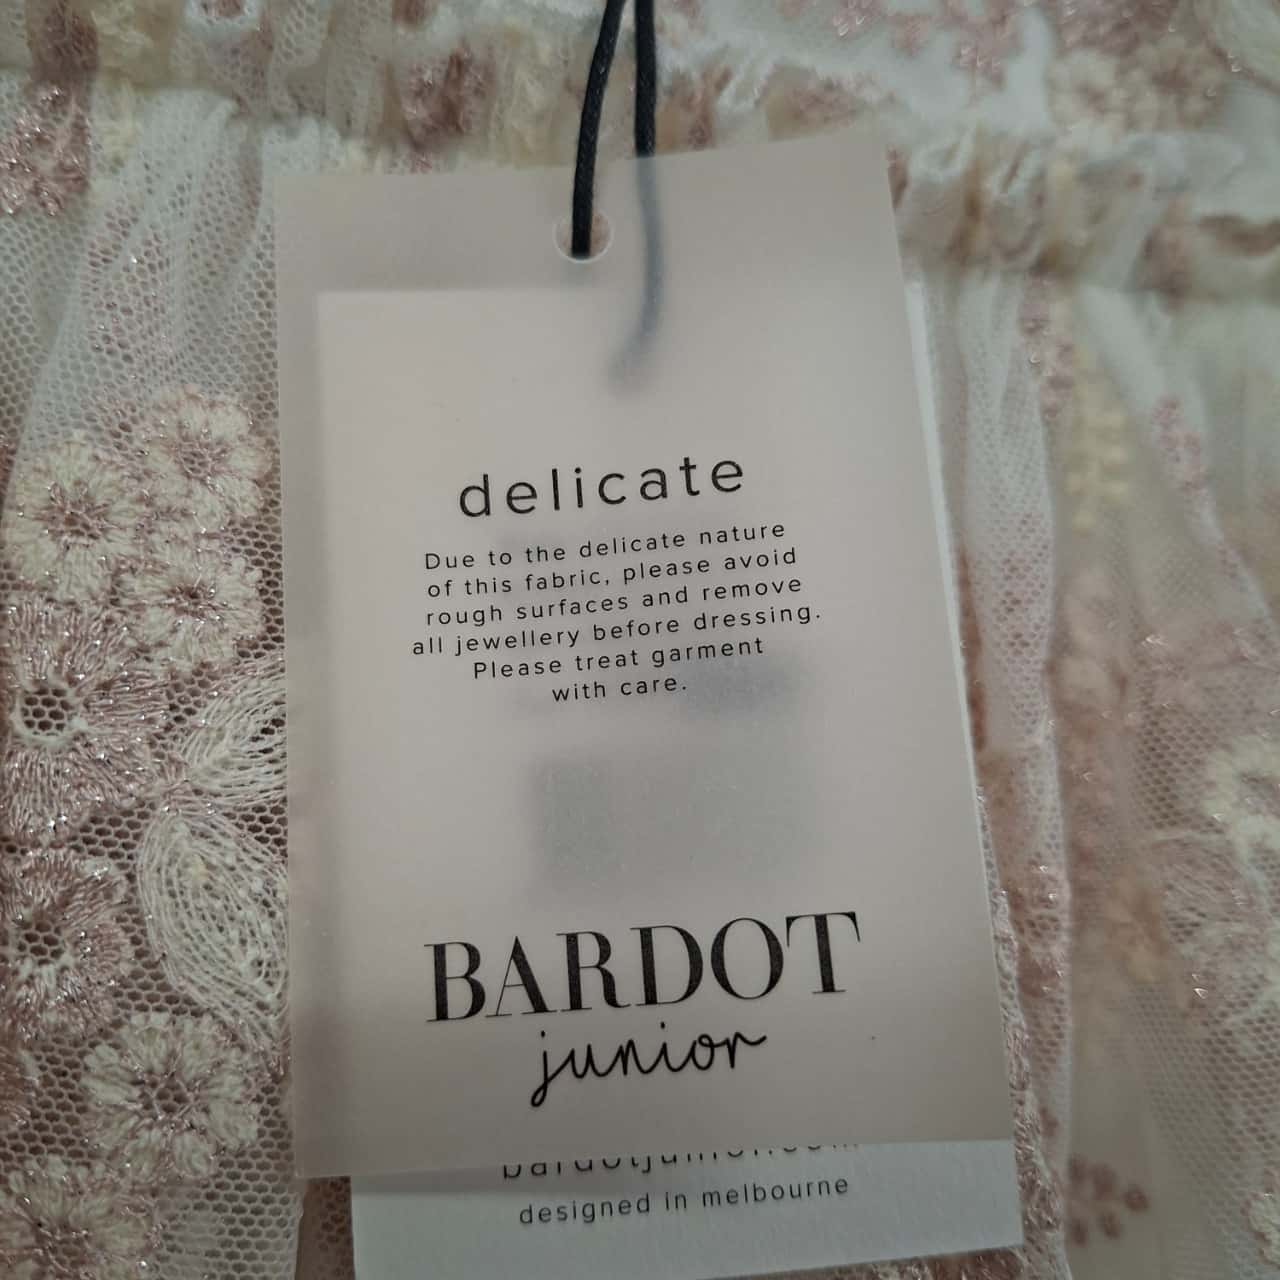 delicate
Due to the delicate nature
of this fabric, please avoid
rough surfaces and remove
all jewellery before dressing.
Please treat garment
with care.
BARDOT
junior
designed in melbourne